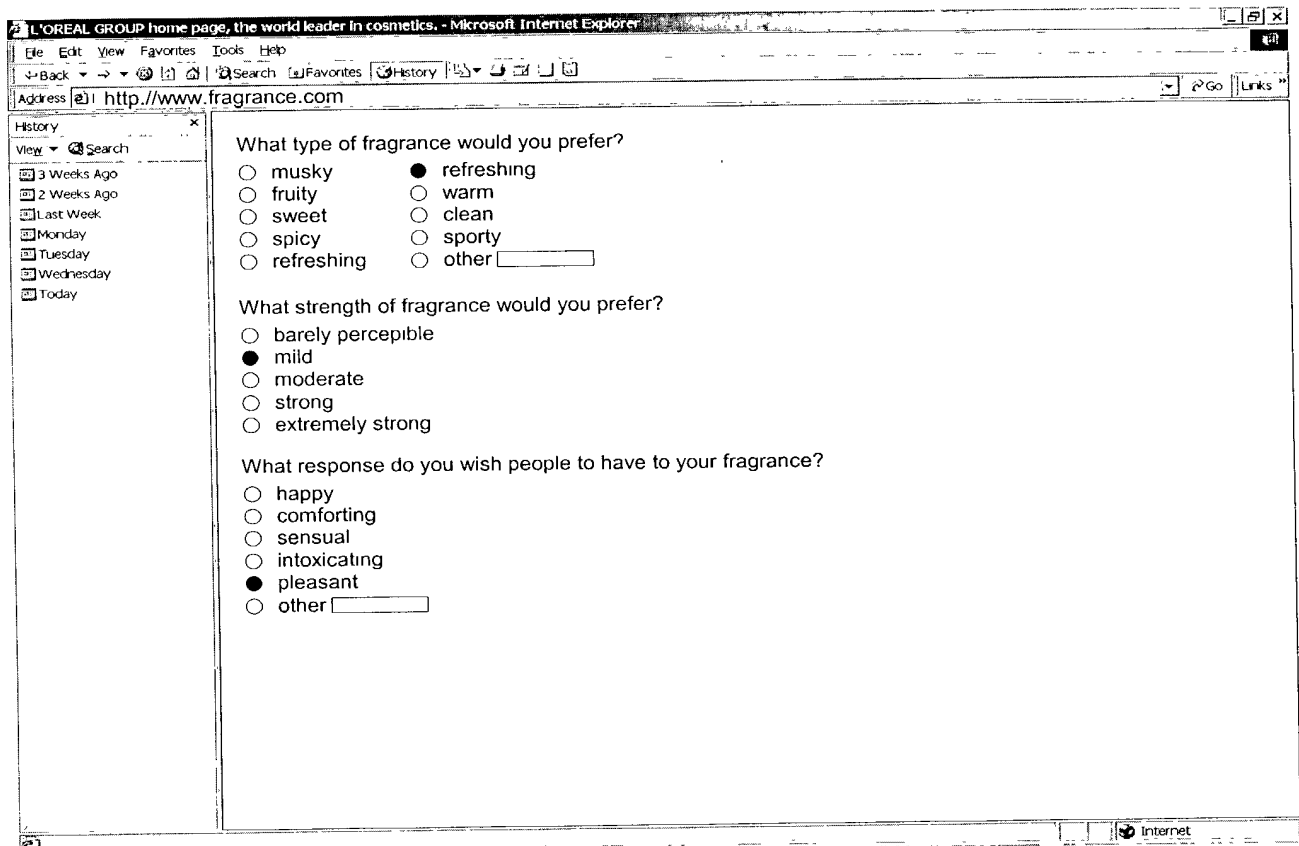 L'OREAL GROUP home page, the world leader in cosmetics. - Microsoft Internet Explorer
File Edit View Favorites Tools Help
Back Search Favorites History
Address http://www.fragrance.com Go Links »
History ×
View Search
3 Weeks Ago
2 Weeks Ago
Last Week
Monday
Tuesday
Wednesday
Today
What type of fragrance would you prefer?
musky refreshing
fruity warm
sweet clean
spicy sporty
refreshing other
What strength of fragrance would you prefer?
barely percepible
mild
moderate
strong
extremely strong
What response do you wish people to have to your fragrance?
happy
comforting
sensual
intoxicating
pleasant
other
Internet